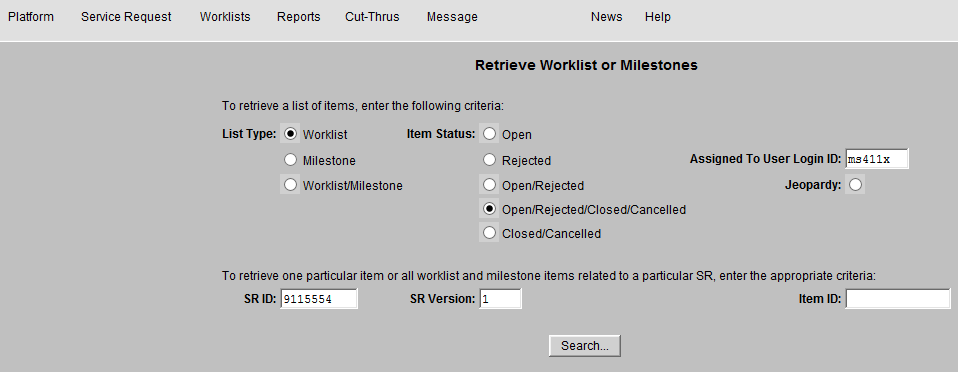 Platform Service Request Worklists Reports Cut-Thrus Message News Help
Retrieve Worklist or Milestones
To retrieve a list of items, enter the following criteria:
List Type: Worklist Item Status: Open
Milestone Rejected Assigned To User Login ID: ms411x
Worklist/Milestone Open/Rejected Jeopardy:
Open/Rejected/Closed/Cancelled
Closed/Cancelled
To retrieve one particular item or all worklist and milestone items related to a particular SR, enter the appropriate criteria:
SR ID: 9115554 SR Version: 1 Item ID:
Search...